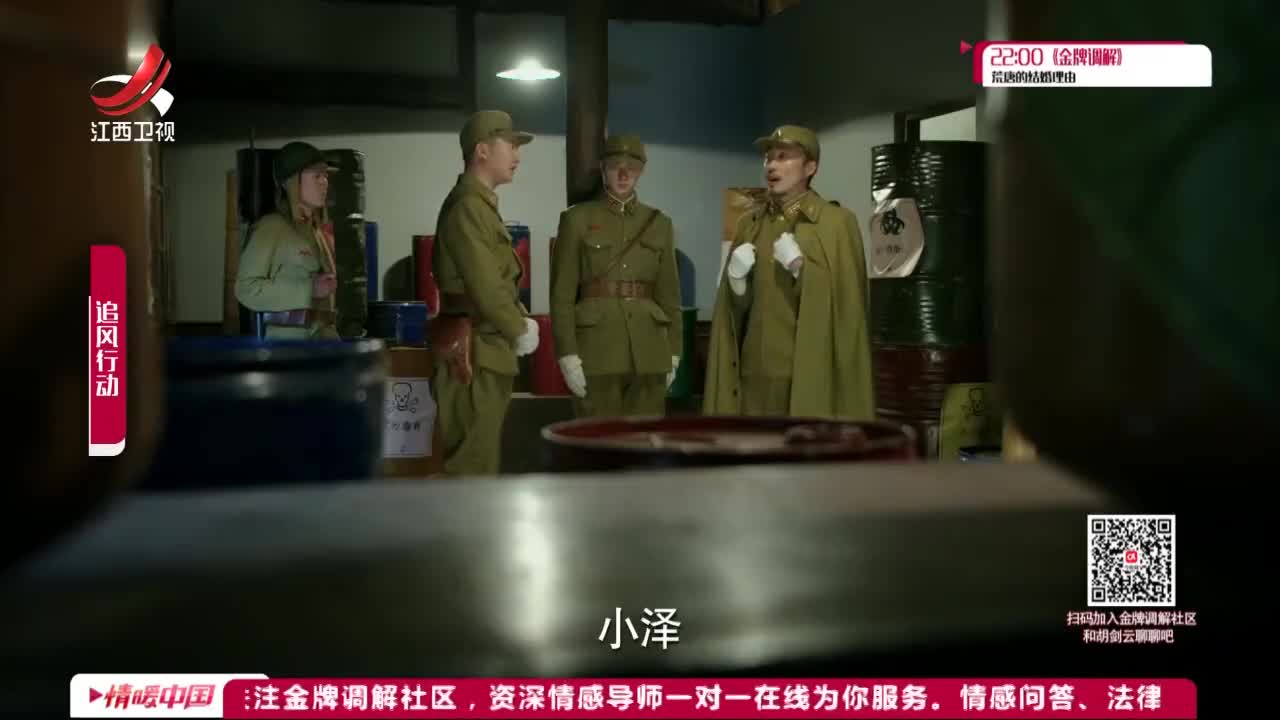 22:00《金牌调解》
荒唐的结婚理由
江西卫视
追风行动
扫码加入金牌调解社区
和胡剑云聊聊吧
小泽
情暖中国
注金牌调解社区，资深情感导师一对一在线为你服务。情感问答、法律